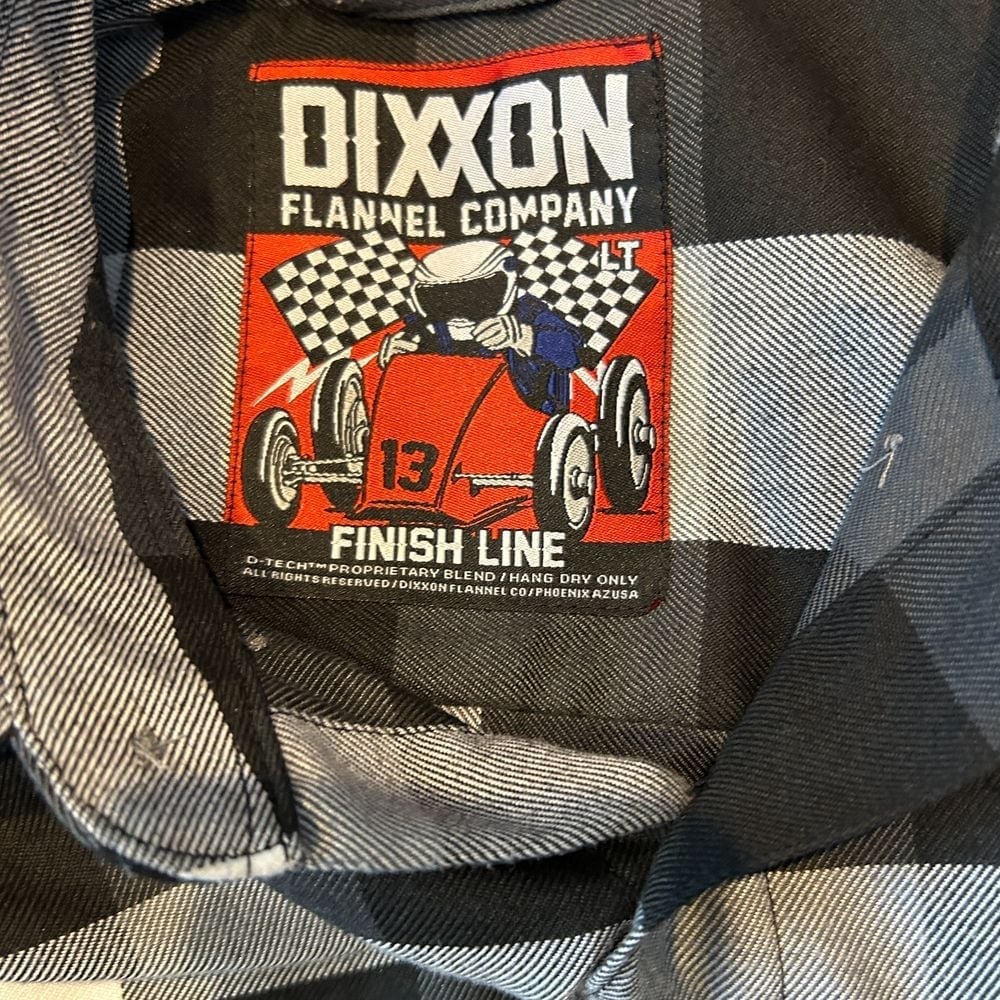 DIXXON
FLANNEL COMPANY
LT
13
FINISH LINE
D-TECH™ PROPRIETARY BLEND / HANG DRY ONLY
ALL RIGHTS RESERVED / DIXXON FLANNEL CO / PHOENIX AZ USA